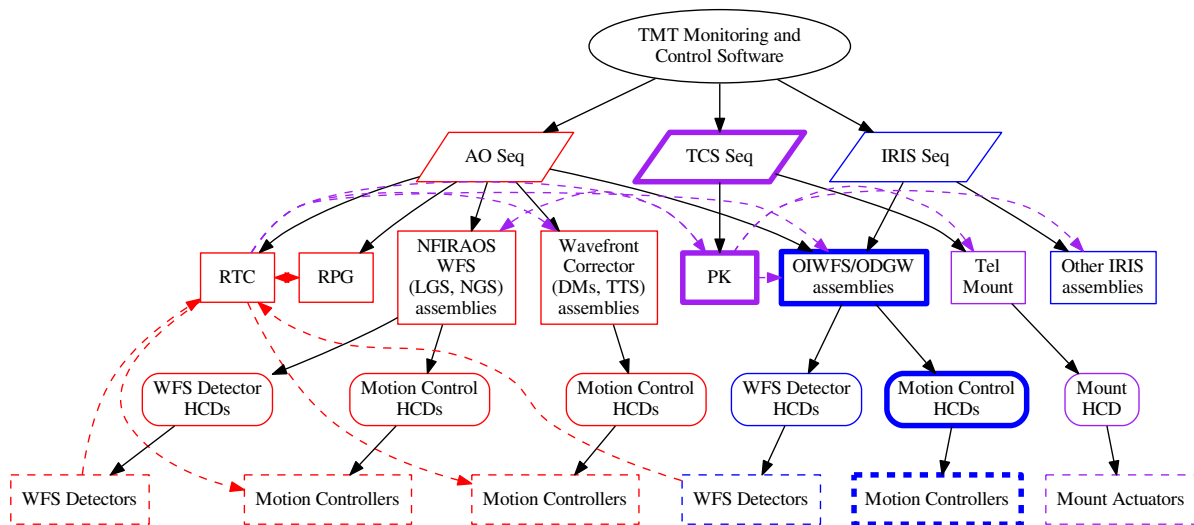 TMT Monitoring and
Control Software
AO Seq
TCS Seq
IRIS Seq
RTC
RPG
NFIRAOS
WFS
(LGS, NGS)
assemblies
Wavefront
Corrector
(DMs, TTS)
assemblies
PK
OIWFS/ODGW
assemblies
Tel
Mount
Other IRIS
assemblies
WFS Detector
HCDs
Motion Control
HCDs
Motion Control
HCDs
WFS Detector
HCDs
Motion Control
HCDs
Mount
HCD
WFS Detectors
Motion Controllers
Motion Controllers
WFS Detectors
Motion Controllers
Mount Actuators